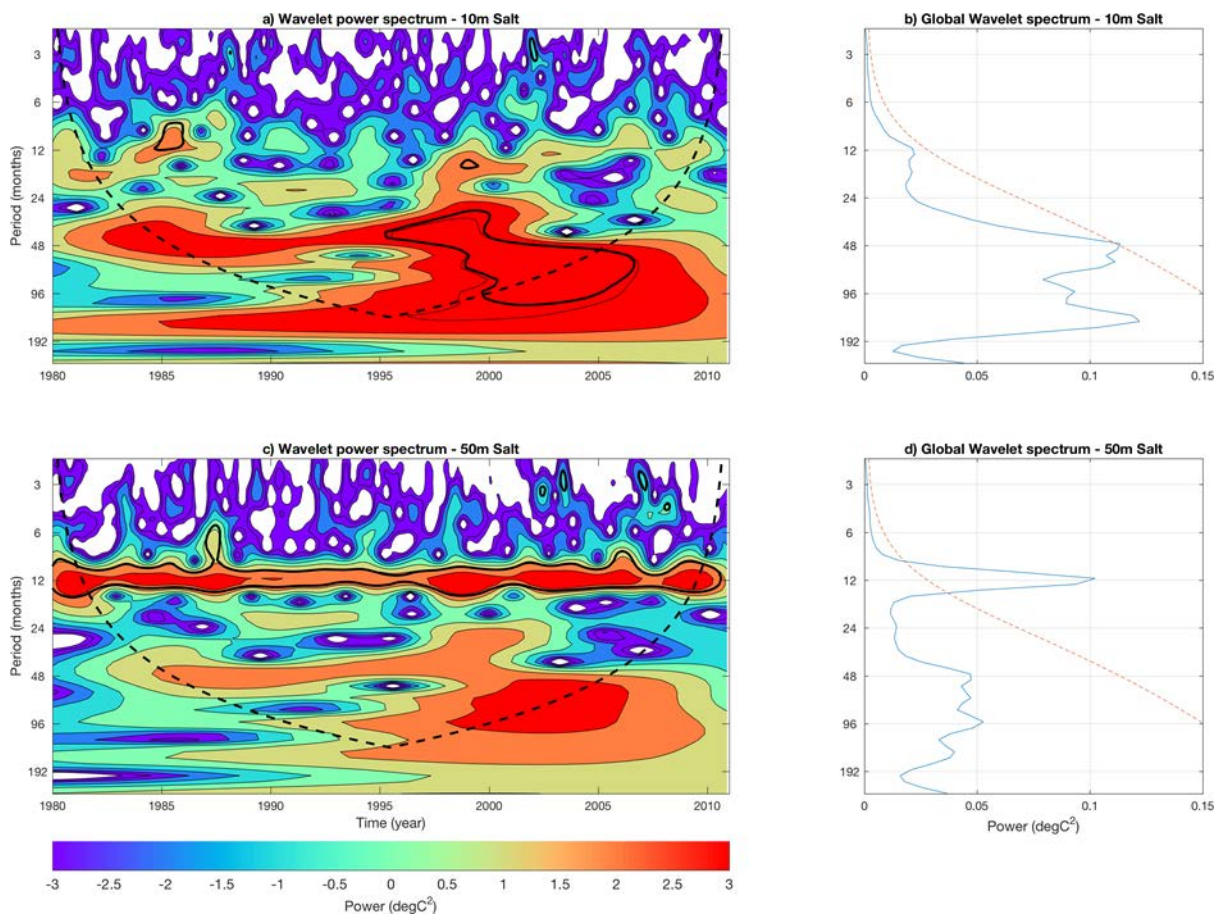 a) Wavelet power spectrum - 10m Salt
3
6
12
24
48
96
192
Period (months)
1980 1985 1990 1995 2000 2005 2010
b) Global Wavelet spectrum - 10m Salt
3
6
12
24
48
96
192
0 0.05 0.1 0.15
c) Wavelet power spectrum - 50m Salt
3
6
12
24
48
96
192
Period (months)
1980 1985 1990 1995 2000 2005 2010
Time (year)
d) Global Wavelet spectrum - 50m Salt
3
6
12
24
48
96
192
0 0.05 0.1 0.15
Power (degC²)
-3 -2.5 -2 -1.5 -1 -0.5 0 0.5 1 1.5 2 2.5 3
Power (degC²)